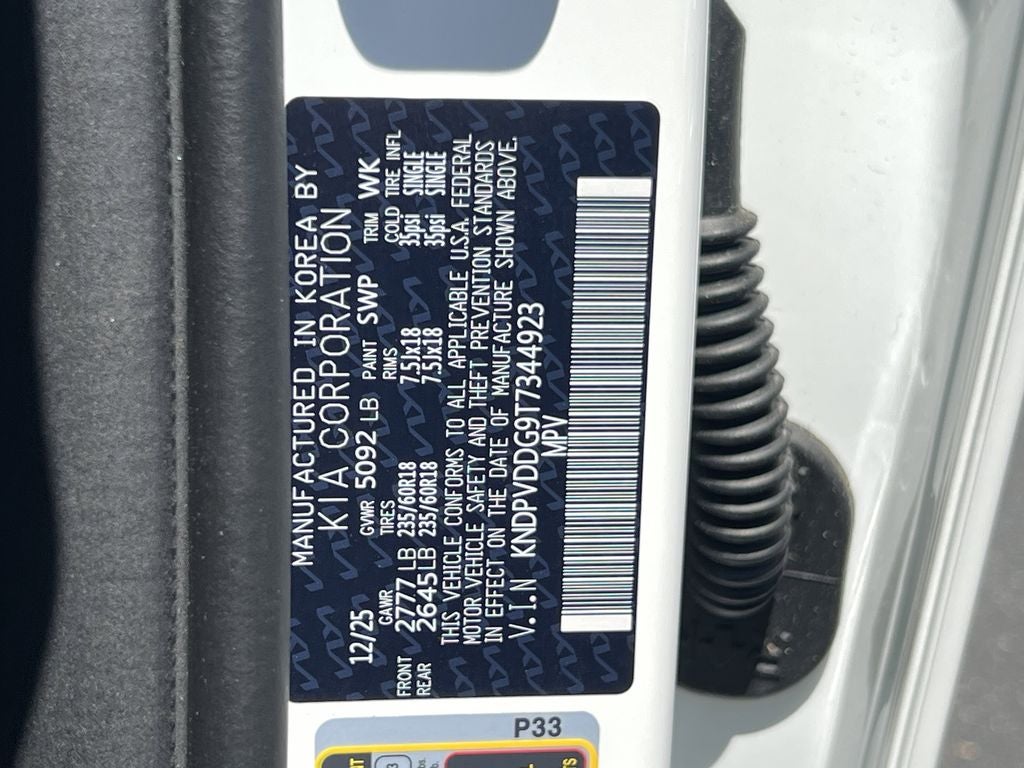 MANUFACTURED IN KOREA BY
KIA CORPORATION
12/25 GVWR 5092 LB PAINT SWP TRIM WK
GAWR TIRES RIMS COLD TIRE INFL
FRONT 2777 LB 235/60R18 7.5Jx18 35psi SINGLE
REAR 2645LB 235/60R18 7.5Jx18 35psi SINGLE
THIS VEHICLE CONFORMS TO ALL APPLICABLE U.S.A. FEDERAL
MOTOR VEHICLE SAFETY AND THEFT PREVENTION STANDARDS
IN EFFECT ON THE DATE OF MANUFACTURE SHOWN ABOVE.
V.I.N KNDPVDDG9T7344923
MPV
P33